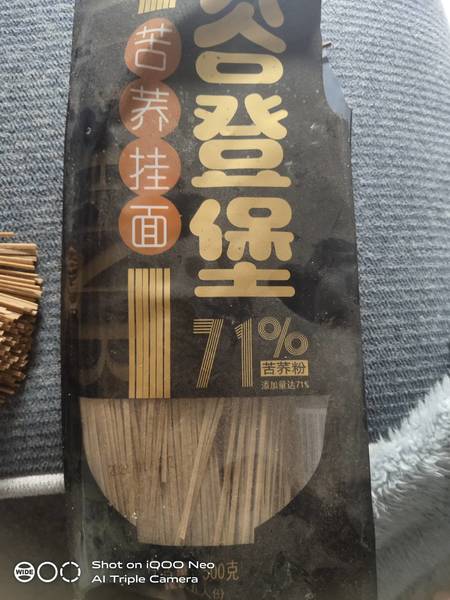 谷登堡
苦荞挂面
71%
苦荞粉
添加量达71%
Shot on iQOO Neo
WIDE
AI Triple Camera